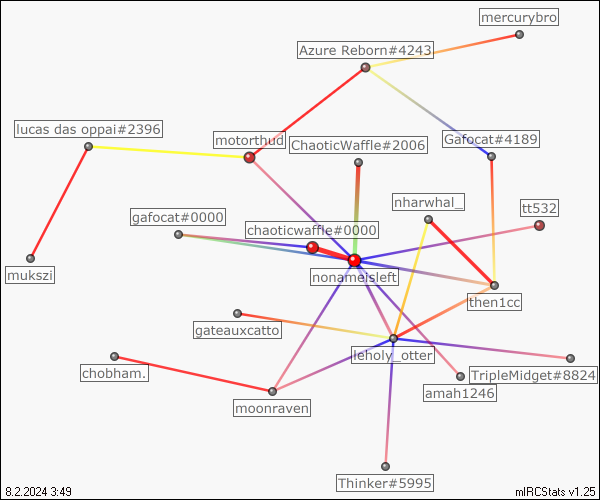 mercurybro
Azure Reborn#4243
lucas das oppai#2396
motorthud
ChaoticWaffle#2006
Gafocat#4189
nharwhal_
tt532
gafocat#0000
chaoticwaffle#0000
mukszi
nonameisleft
then1cc
gateauxcatto
leholy_otter
chobham.
TripleMidget#8824
amah1246
moonraven
Thinker#5995
8.2.2024 3:49
mIRCStats v1.25